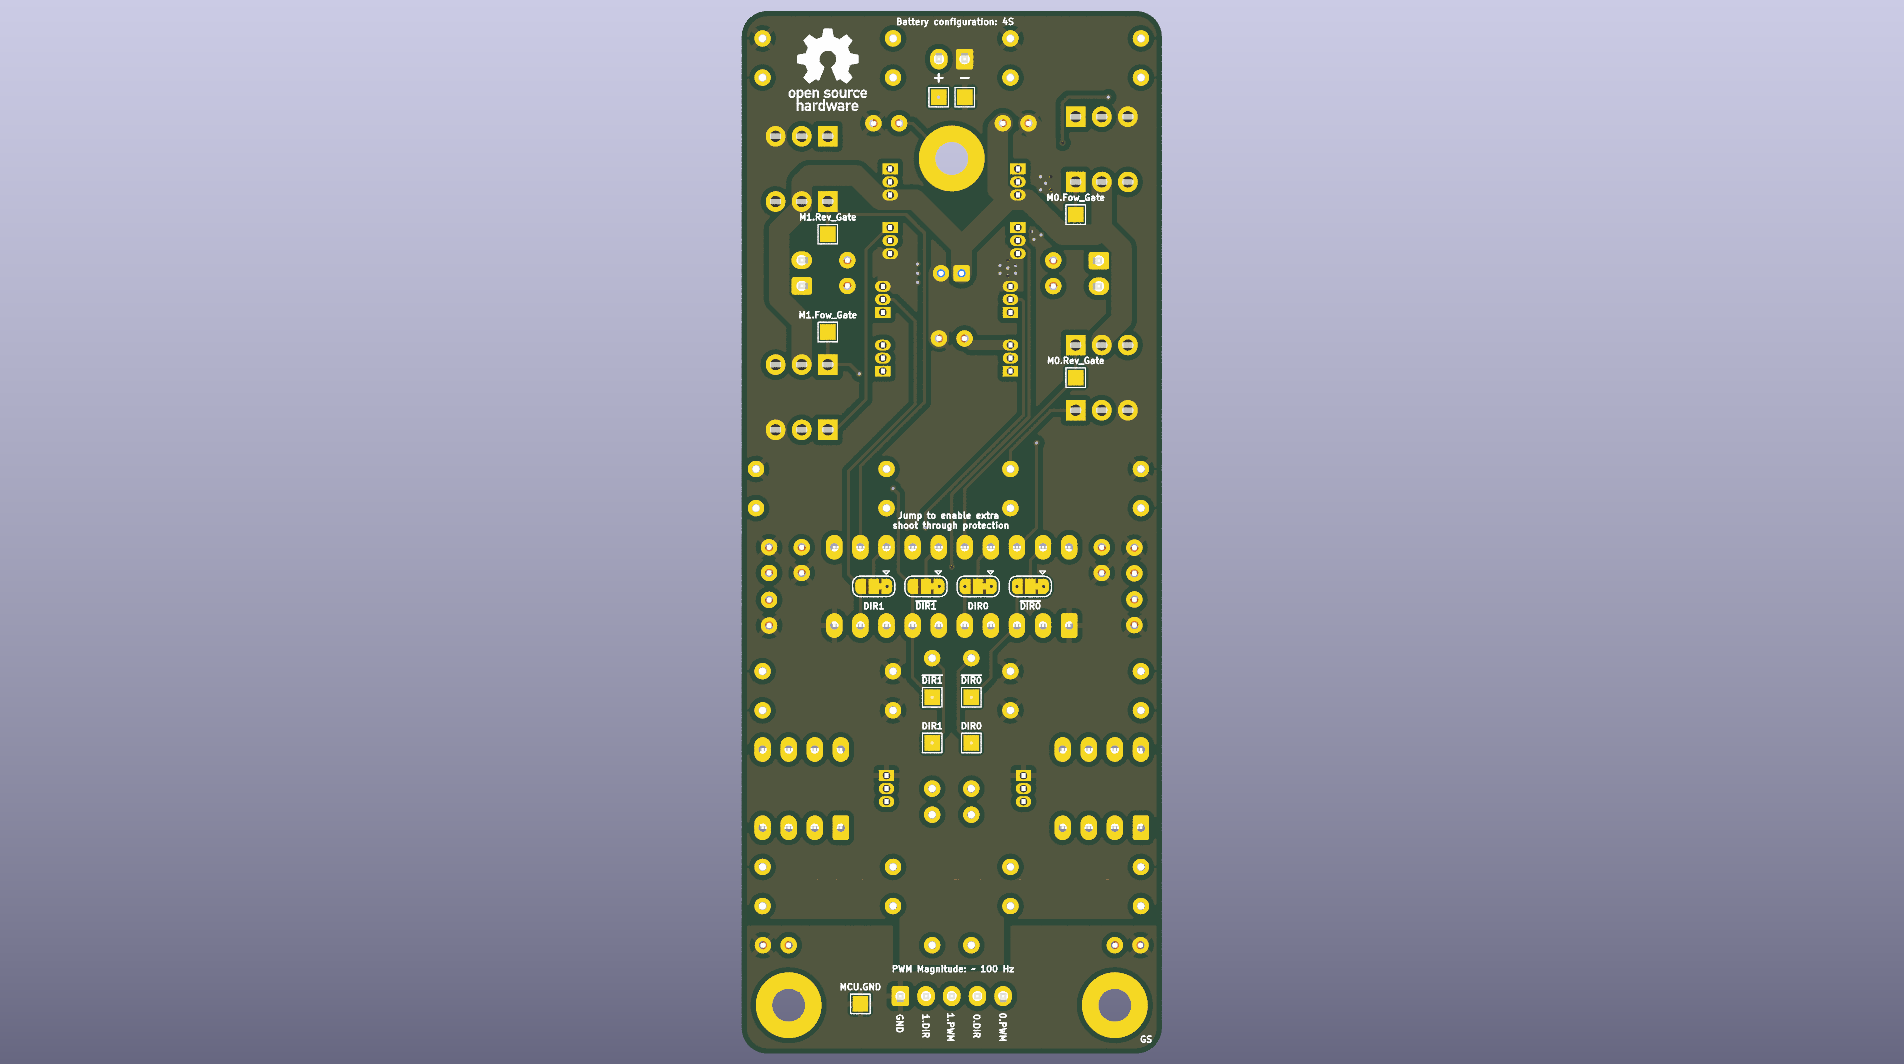 Battery configuration: 4S
+ −
open source
hardware
M0.Fow_Gate
M1.Rev_Gate
M1.Fow_Gate
M0.Rev_Gate
Jump to enable extra
shoot through protection
DIR1 DIR1 DIR0 DIR0
DIR1 DIR0
DIR1 DIR0
PWM Magnitude: ~ 100 Hz
MCU.GND
GND
1.DIR
1.PWM
0.DIR
0.PWM
GS